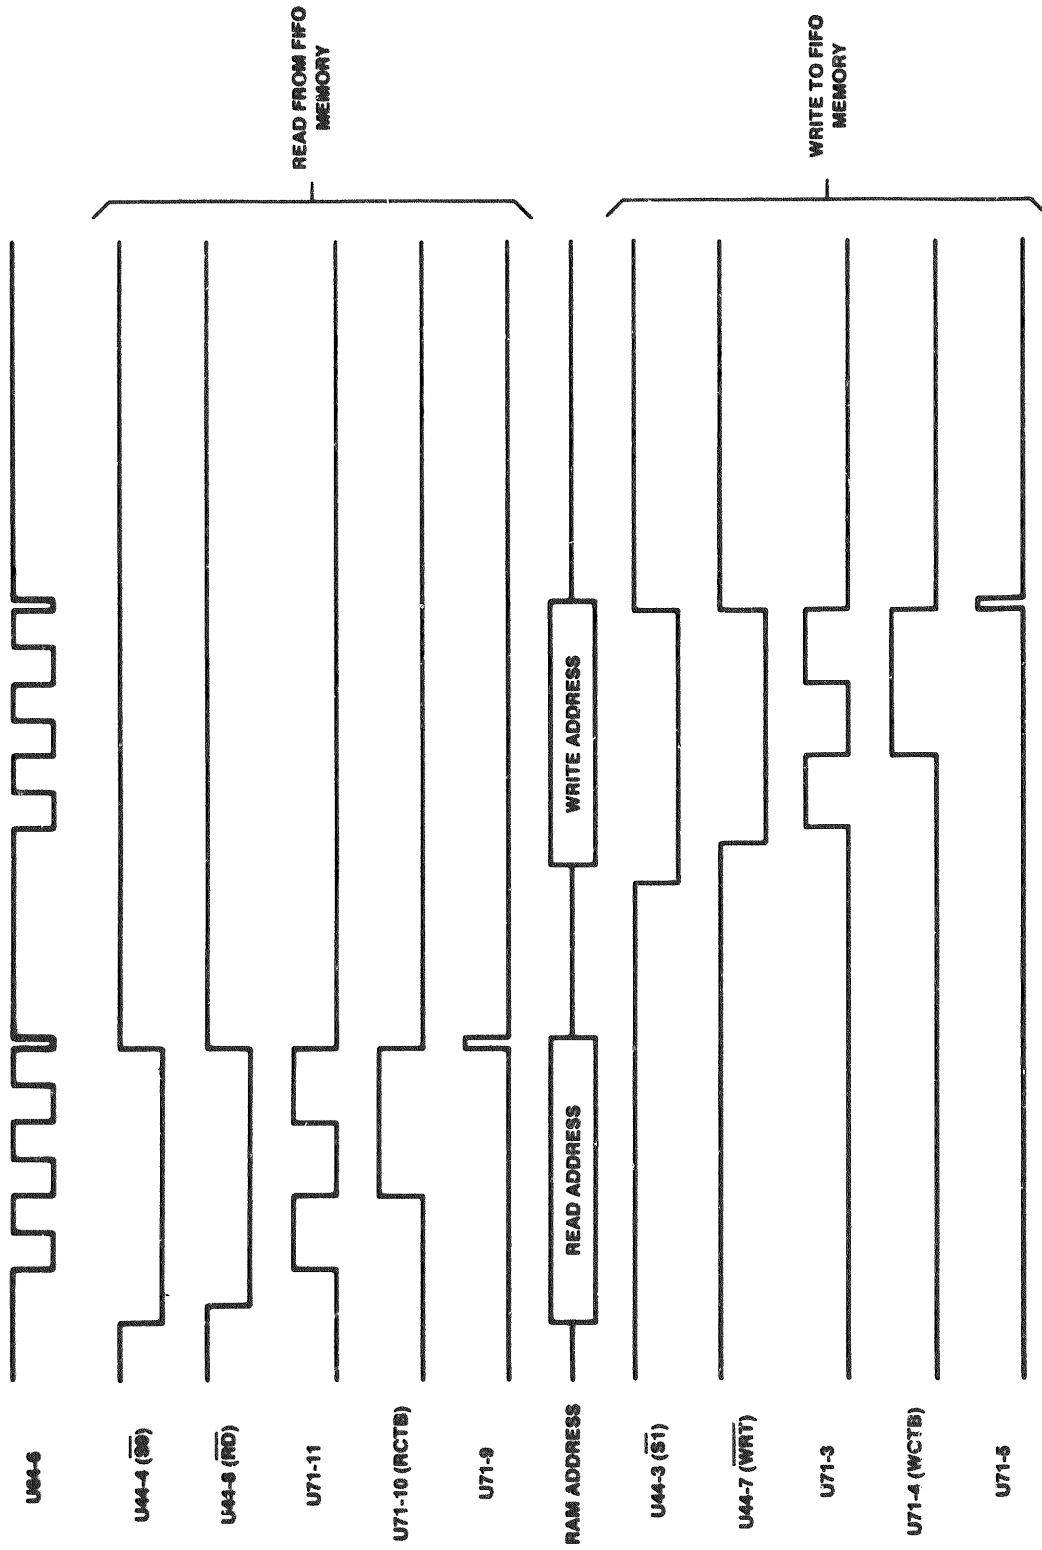 U64-6
U44-4 (S0)
U44-8 (RD)
U71-11
U71-10 (RCTB)
U71-9
RAM ADDRESS
U44-3 (S1)
U44-7 (WRT)
U71-3
U71-4 (WCTB)
U71-5
READ ADDRESS
WRITE ADDRESS
READ FROM FIFO
MEMORY
WRITE TO FIFO
MEMORY